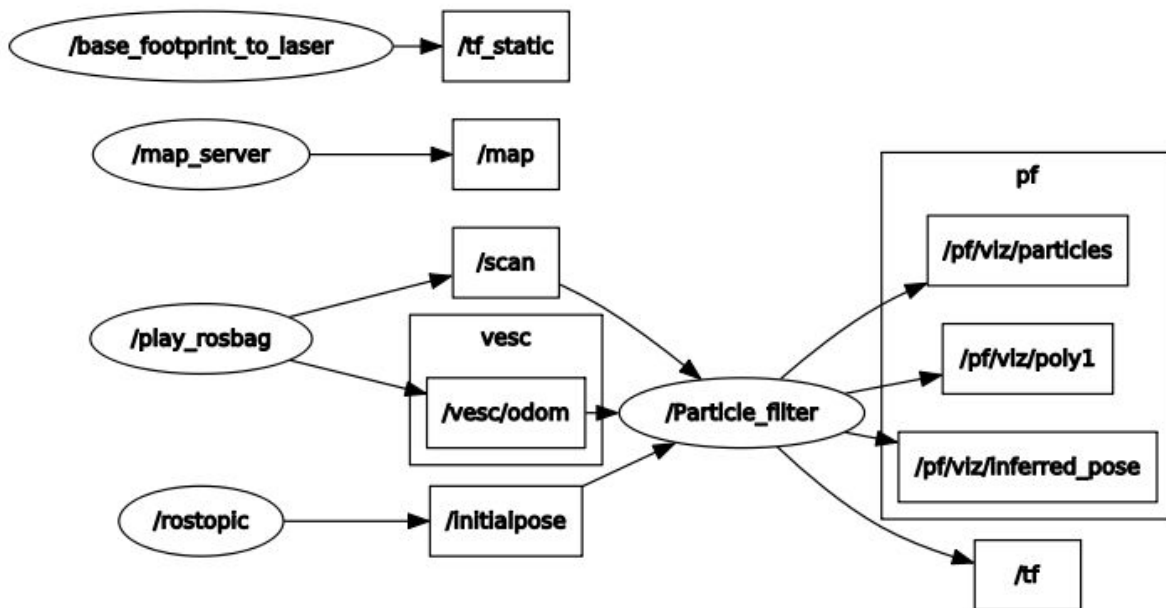 /base_footprint_to_laser
/tf_static
/map_server
/map
pf
/pf/viz/particles
/scan
/play_rosbag
vesc
/pf/viz/poly1
/vesc/odom
/Particle_filter
/pf/viz/inferred_pose
/rostopic
/initialpose
/tf